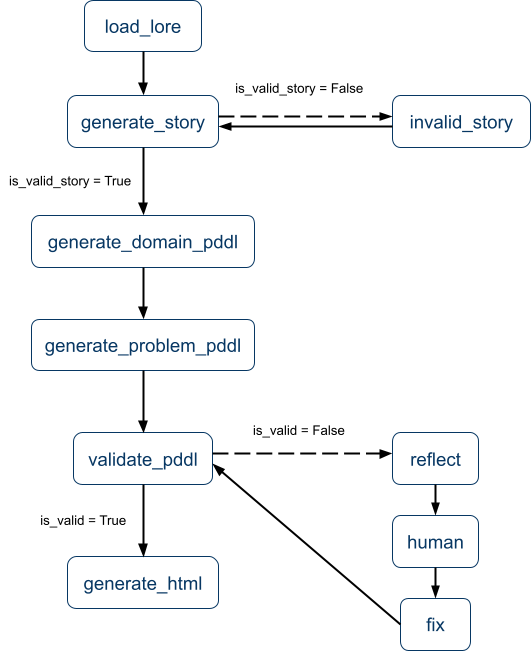 load_lore
is_valid_story = False
generate_story
invalid_story
is_valid_story = True
generate_domain_pddl
generate_problem_pddl
is_valid = False
validate_pddl
reflect
is_valid = True
human
generate_html
fix